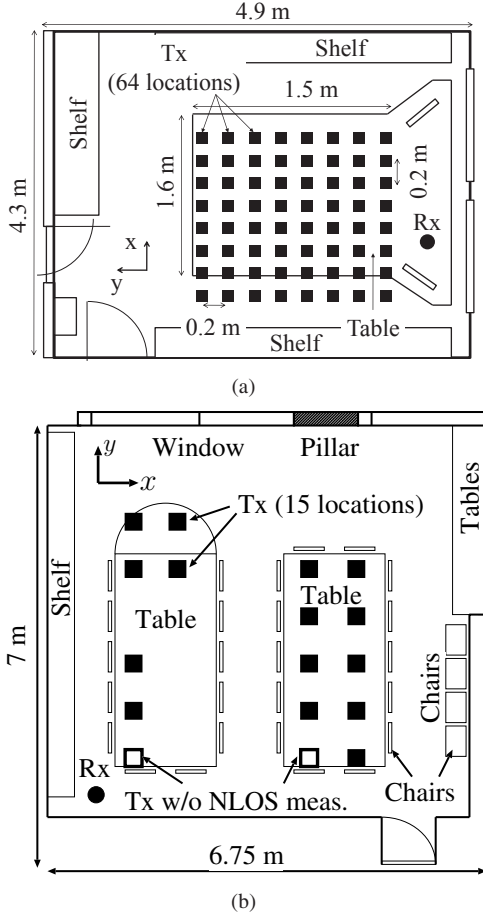 4.9 m
Tx
(64 locations)
Shelf
Shelf
1.5 m
1.6 m
4.3 m
0.2 m
Rx
x
y
0.2 m
Table
Shelf
(a)
Window
Pillar
y
x
Tx (15 locations)
Tables
Shelf
Table
Table
7 m
Chairs
Rx
Tx w/o NLOS meas.
Chairs
6.75 m
(b)